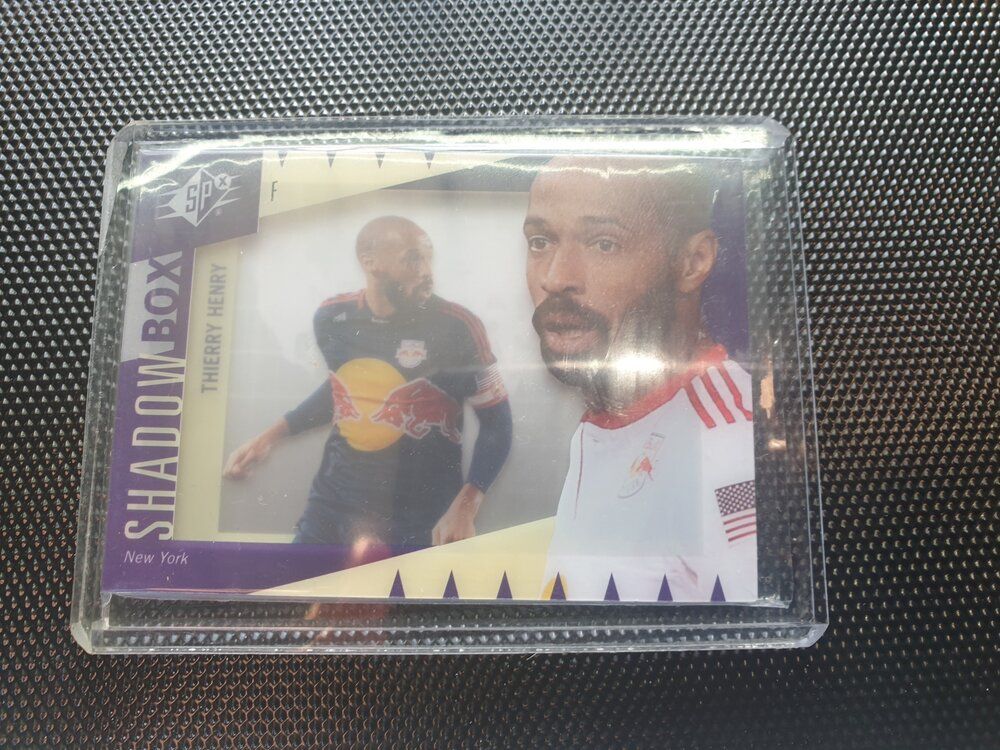 SPx
F
SHADOWBOX
THIERRY HENRY
New York